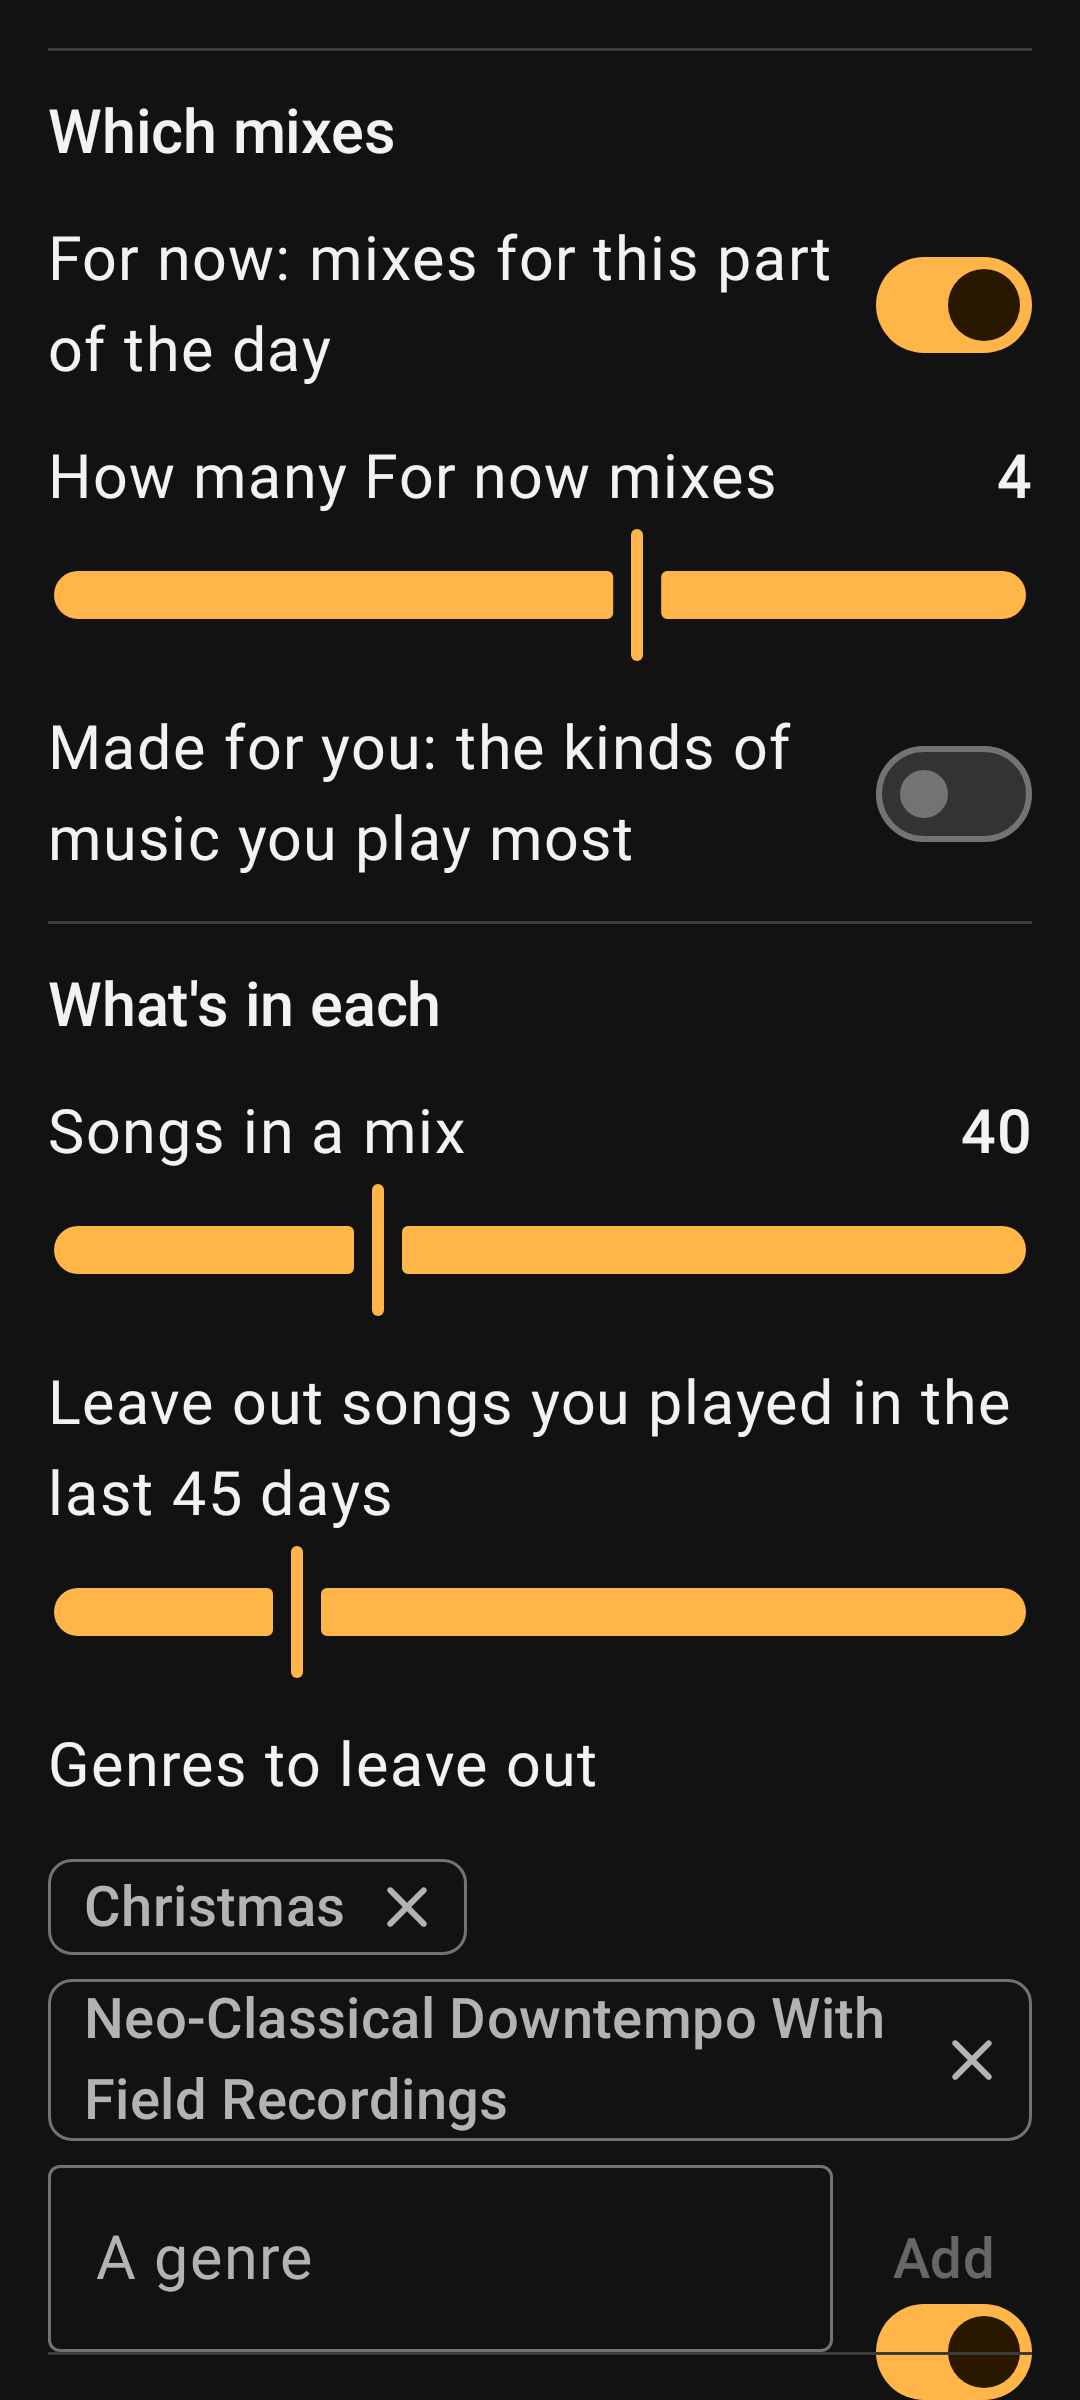 Which mixes
For now: mixes for this part
of the day
How many For now mixes 4
Made for you: the kinds of
music you play most
What's in each
Songs in a mix 40
Leave out songs you played in the
last 45 days
Genres to leave out
Christmas
Neo-Classical Downtempo With
Field Recordings
A genre Add